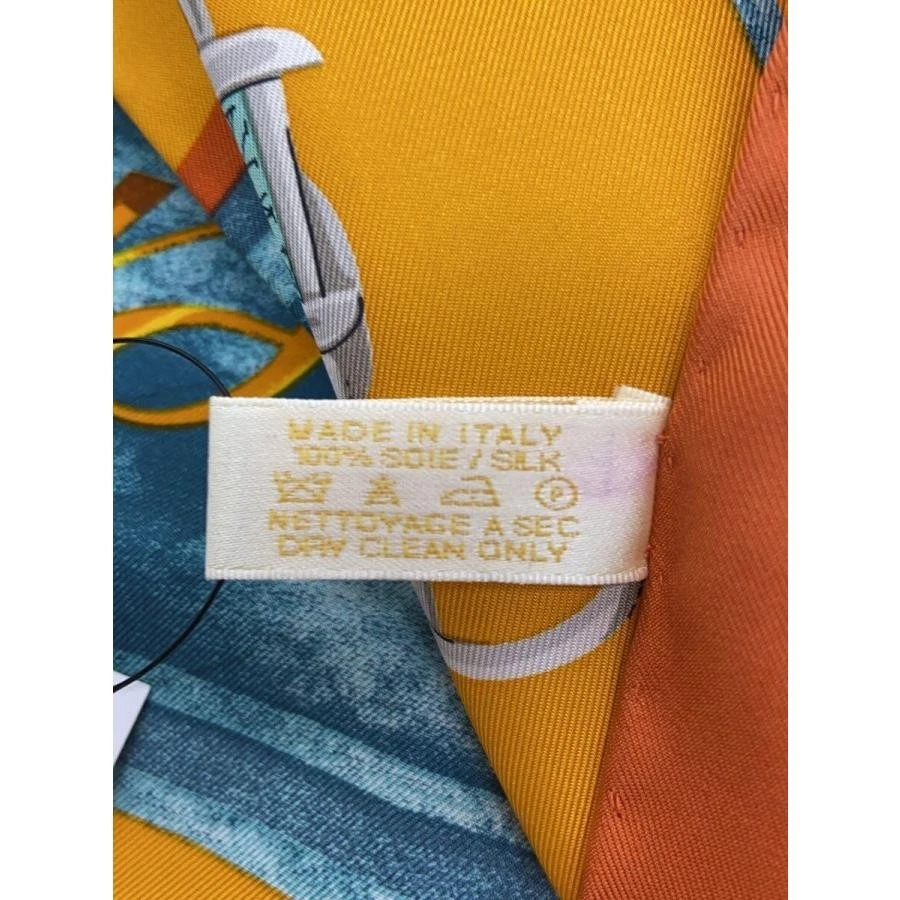 MADE IN ITALY
100% SOIE / SILK
P
NETTOYAGE A SEC
DRY CLEAN ONLY